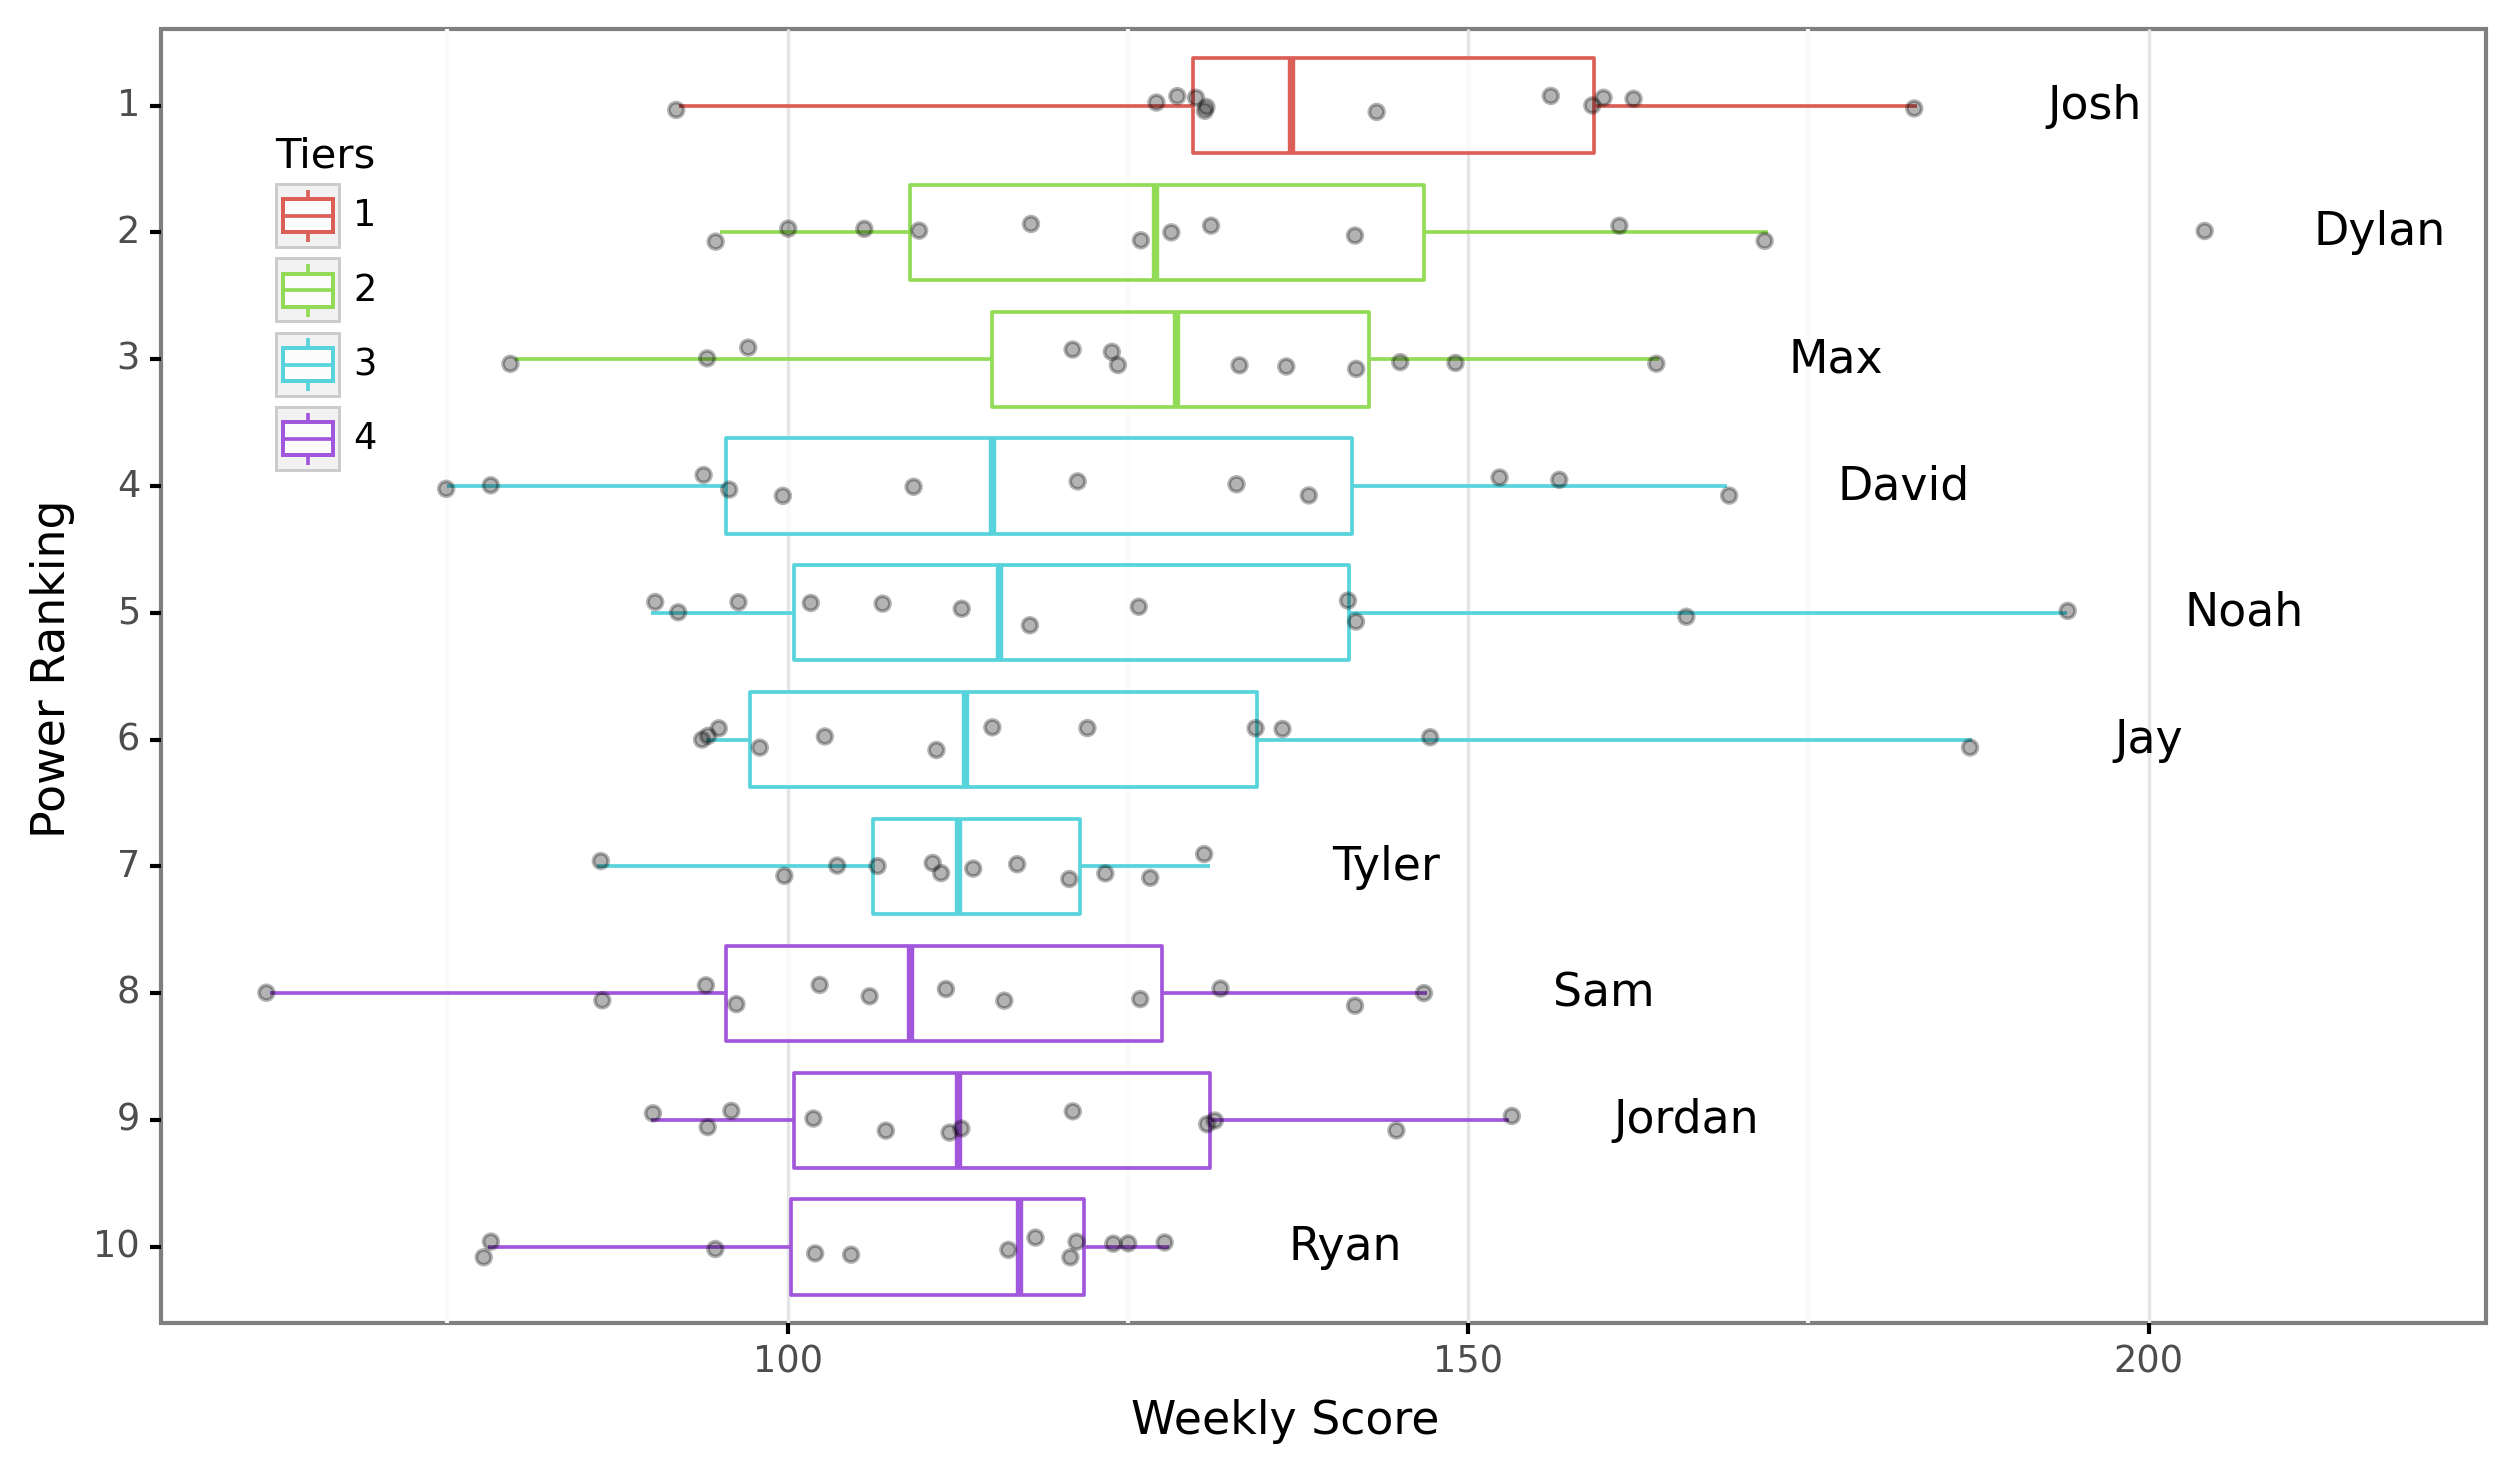 1 Josh
Tiers
1
2 Dylan
2
3 Max
3
4
4 David
5 Noah
Power Ranking
6 Jay
7 Tyler
8 Sam
9 Jordan
10 Ryan
100 150 200
Weekly Score